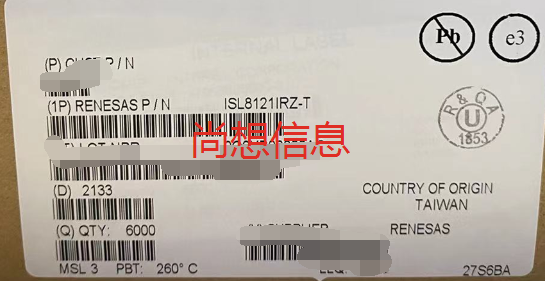 Pb
e3
(P) CUST P / N
(1P) RENESAS P / N ISL8121IRZ-T
R & QA
U
1853
尚想信息
(D) 2133
COUNTRY OF ORIGIN
TAIWAN
(Q) QTY: 6000
SUPPLIER
RENESAS
MSL 3 PBT: 260° C
27S6BA